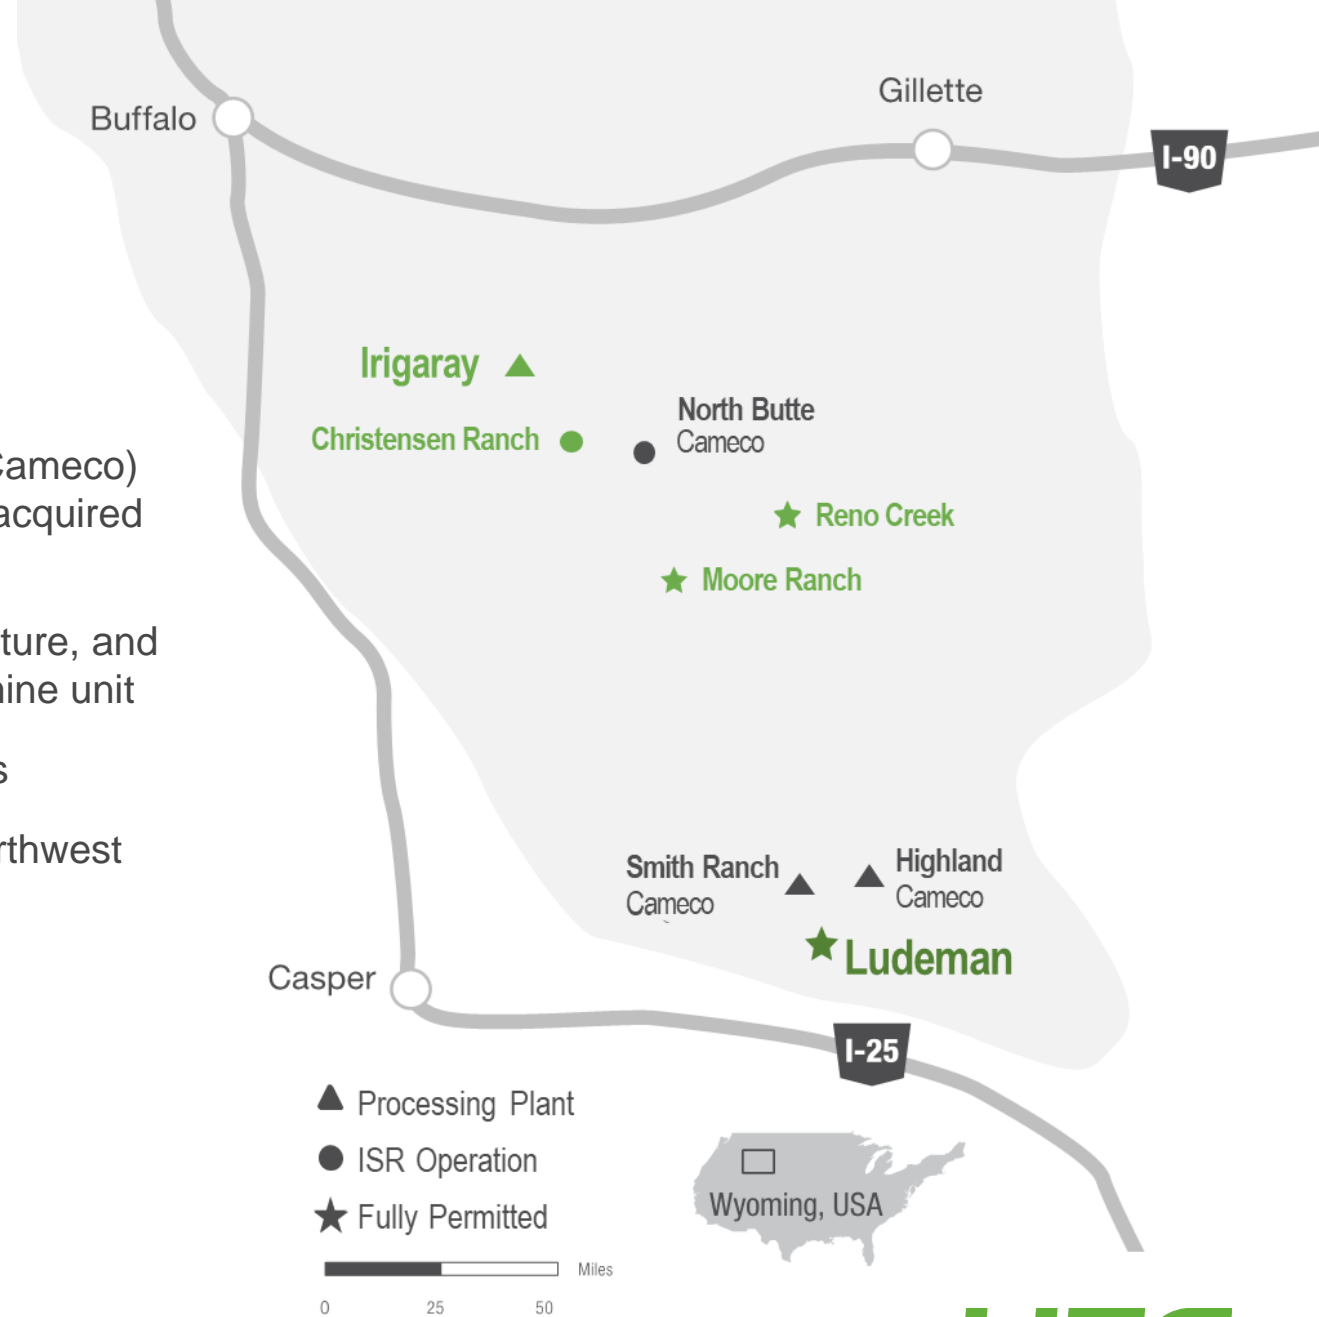 Gillette
Buffalo
I-90
Irigaray
North Butte
Cameco
Christensen Ranch
Cameco)
acquired
Reno Creek
Moore Ranch
ture, and
nine unit
s
rthwest
Smith Ranch
Cameco
Highland
Cameco
Ludeman
Casper
I-25
Processing Plant
ISR Operation
Fully Permitted
Wyoming, USA
Miles
0 25 50